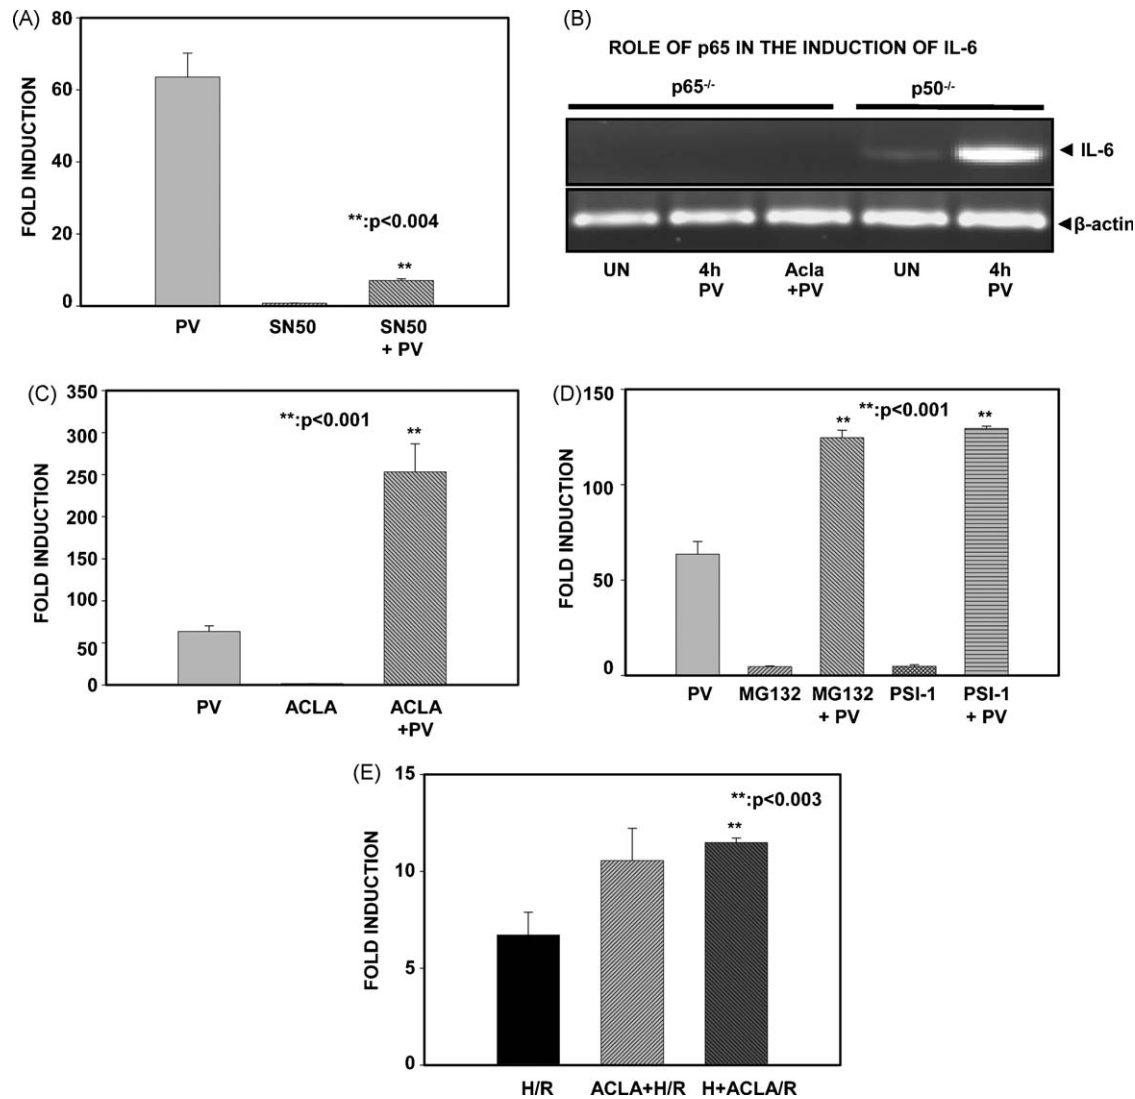 (A)
80
60
40
20
0
FOLD INDUCTION
**:p<0.004
**
PV
SN50
SN50
+ PV
(B)
ROLE OF p65 IN THE INDUCTION OF IL-6
p65-/-
p50-/-
IL-6
β-actin
UN
4h
PV
Acla
+PV
UN
4h
PV
(C)
350
300
250
200
150
100
50
0
FOLD INDUCTION
**:p<0.001
**
PV
ACLA
ACLA
+PV
(D)
150
100
50
0
FOLD INDUCTION
**:p<0.001
**
**
PV
MG132
MG132
+ PV
PSI-1
PSI-1
+ PV
(E)
15
10
5
0
FOLD INDUCTION
**:p<0.003
**
H/R
ACLA+H/R
H+ACLA/R